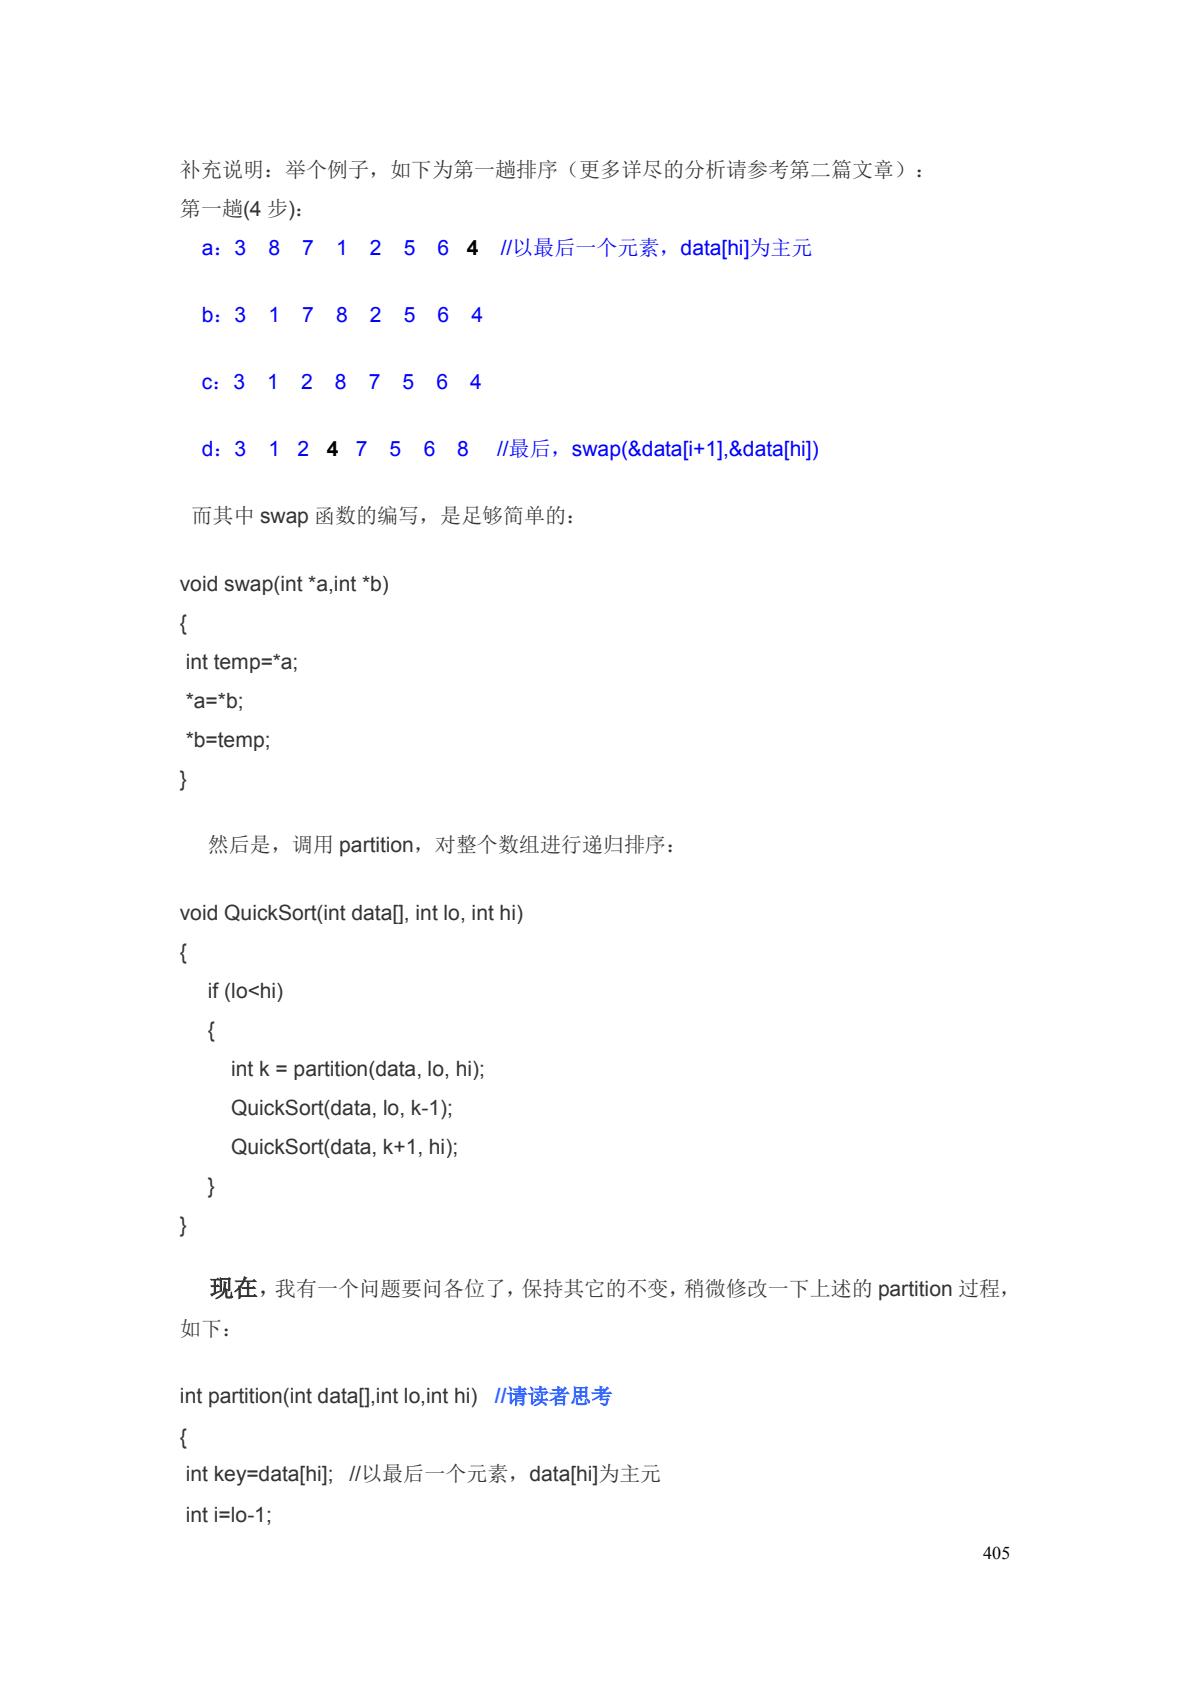 补充说明：举个例子，如下为第一趟排序（更多详尽的分析请参考第二篇文章）：
第一趟(4 步)：
a：3 8 7 1 2 5 6 4 //以最后一个元素，data[hi]为主元
b：3 1 7 8 2 5 6 4
c：3 1 2 8 7 5 6 4
d：3 1 2 4 7 5 6 8 //最后，swap(&data[i+1],&data[hi])
而其中 swap 函数的编写，是足够简单的：
void swap(int *a,int *b)
{
int temp=*a;
*a=*b;
*b=temp;
}
然后是，调用 partition，对整个数组进行递归排序：
void QuickSort(int data[], int lo, int hi)
{
if (lo<hi)
{
int k = partition(data, lo, hi);
QuickSort(data, lo, k-1);
QuickSort(data, k+1, hi);
}
}
现在，我有一个问题要问各位了，保持其它的不变，稍微修改一下上述的 partition 过程，
如下：
int partition(int data[],int lo,int hi) //请读者思考
{
int key=data[hi]; //以最后一个元素，data[hi]为主元
int i=lo-1;
405